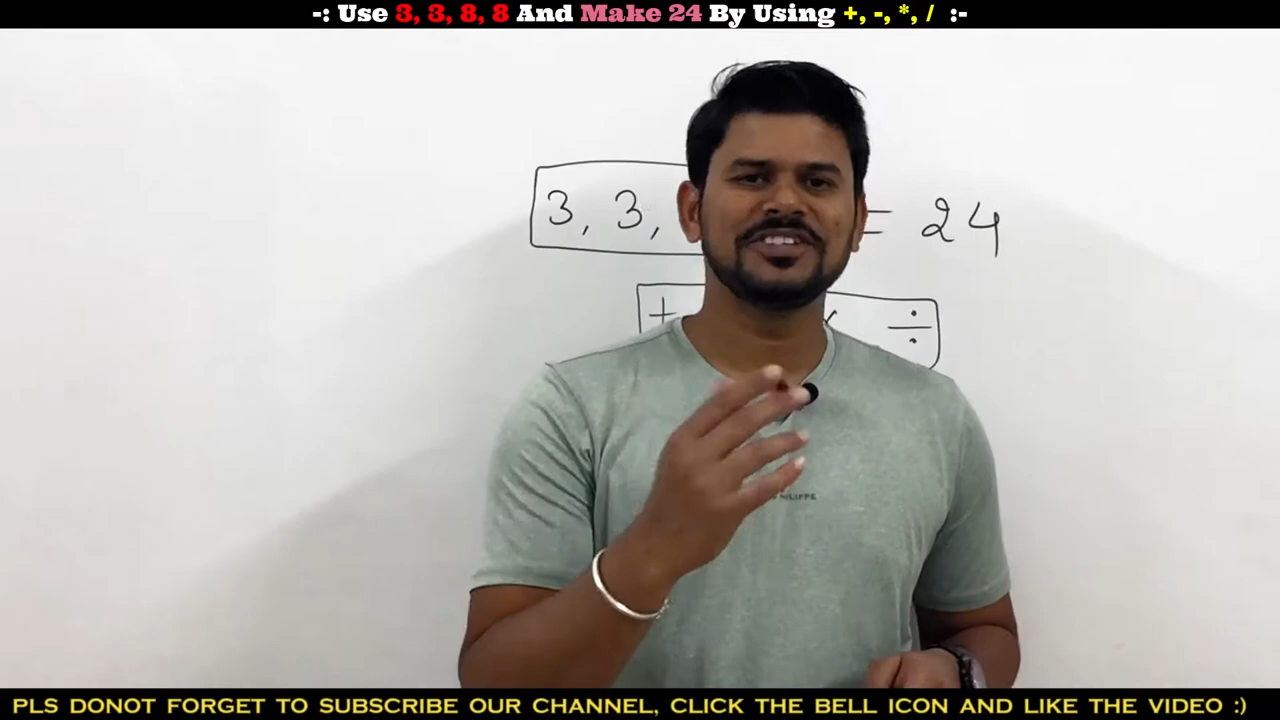 -: Use 3, 3, 8, 8 And Make 24 By Using +, -, *, / :-
3, 3, = 24
+ ÷
PLS DONOT FORGET TO SUBSCRIBE OUR CHANNEL, CLICK THE BELL ICON AND LIKE THE VIDEO :)